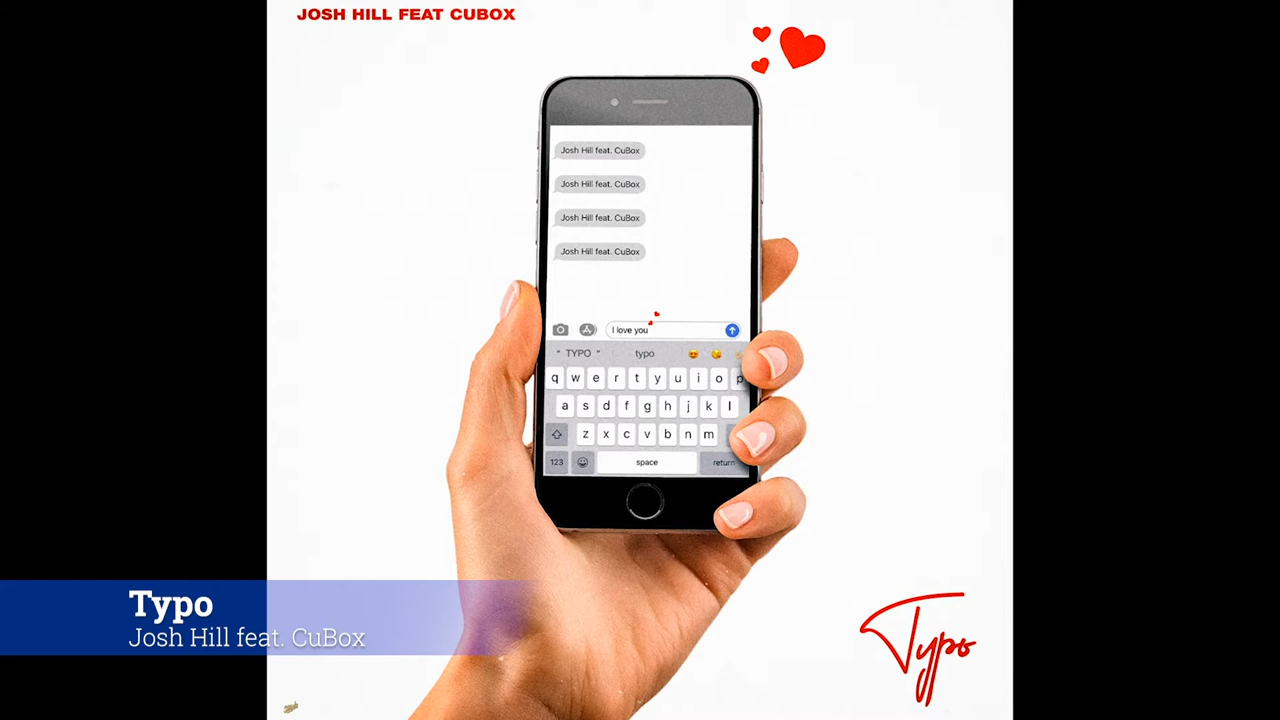 JOSH HILL FEAT CUBOX
Josh Hill feat. CuBox
Josh Hill feat. CuBox
Josh Hill feat. CuBox
Josh Hill feat. CuBox
I love you
“ TYPO ” typo
q w e r t y u i o p
a s d f g h j k l
z x c v b n m
123 space return
Typo
Josh Hill feat. CuBox
Typo